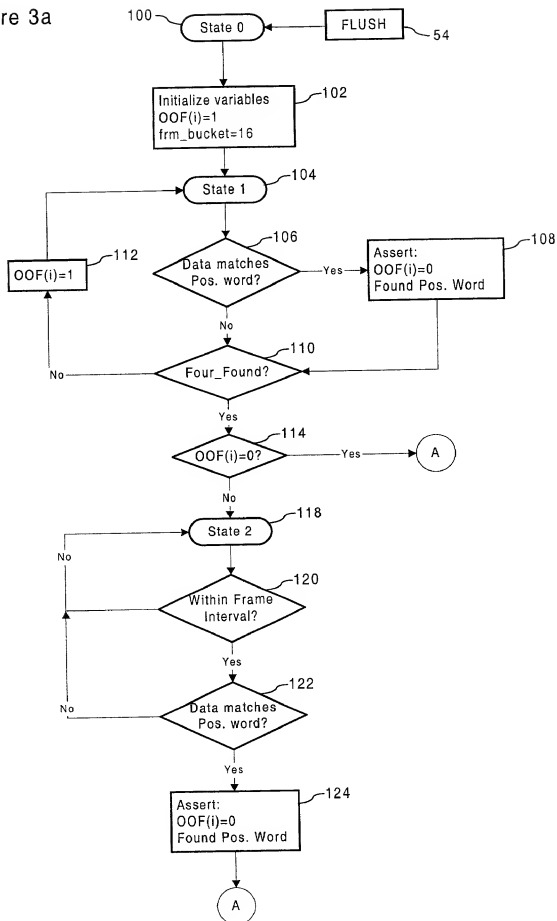 re 3a
100
State 0
FLUSH
54
Initialize variables
OOF(i)=1
frm_bucket=16
102
State 1
104
106
Data matches
Pos. word?
Yes
Assert:
OOF(i)=0
Found Pos. Word
108
OOF(i)=1
112
No
110
Four_Found?
No
Yes
114
OOF(i)=0?
Yes
A
No
State 2
118
No
120
Within Frame
Interval?
Yes
122
Data matches
Pos. word?
No
Yes
Assert:
OOF(i)=0
Found Pos. Word
124
A